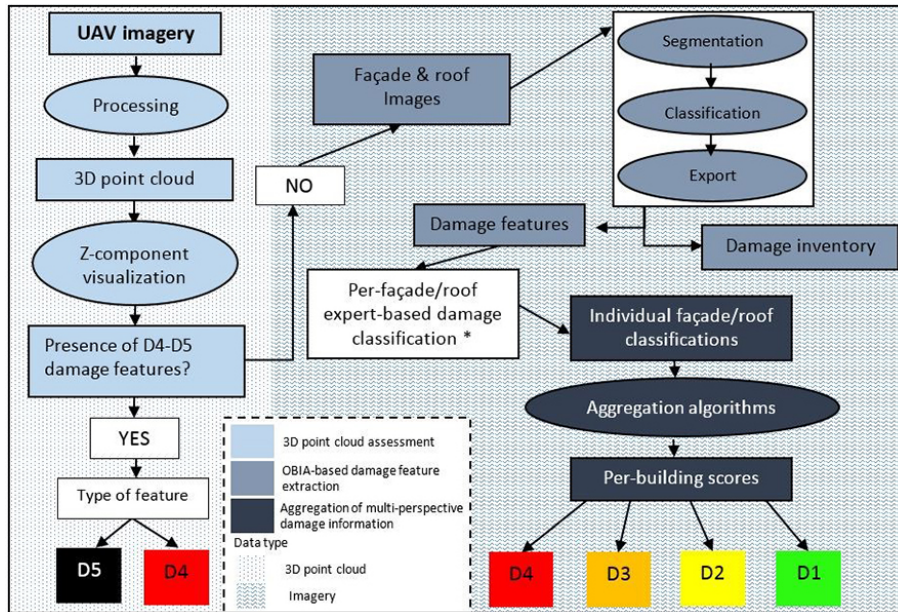 UAV imagery
Processing
3D point cloud
Z-component
visualization
Presence of D4-D5
damage features?
YES
Type of feature
D5
D4
NO
Façade & roof
Images
Segmentation
Classification
Export
Damage features
Damage inventory
Per-façade/roof
expert-based damage
classification *
Individual façade/roof
classifications
Aggregation algorithms
Per-building scores
D4
D3
D2
D1
3D point cloud assessment
OBIA-based damage feature
extraction
Aggregation of multi-perspective
damage information
Data type
3D point cloud
Imagery